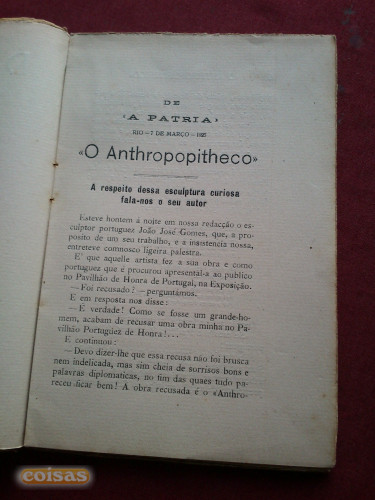 DE
«A PATRIA»
RIO — 7 DE MARÇO — 1923
«O Anthropopitheco»
A respeito dessa esculptura curiosa
fala-nos o seu autor
Esteve hontem á noite em nossa redacção o es-
culptor portuguez João José Gomes, que, a pro-
posito de um seu trabalho, e a insistencia nossa,
entreteve comnosco ligeira palestra.
E' que aquelle artista fez a sua obra e como
portuguez que é procurou apresental-a ao publico
no Pavilhão de Honra de Portugal, na Exposição.
— Foi recusado? — perguntámos.
E em resposta nos disse:
— E' verdade! Como se fosse um grande-ho-
mem, acabam de recusar uma obra minha no Pa-
vilhão Portuguez de Honra!...
E continuou:
— Devo dizer-lhe que essa recusa não foi brusca
nem indelicada, mas sim cheia de sorrisos bons e
palavras diplomaticas, no fim das quaes tudo pa-
receu ficar bem! A obra recusada é o «Anthro-
coisas